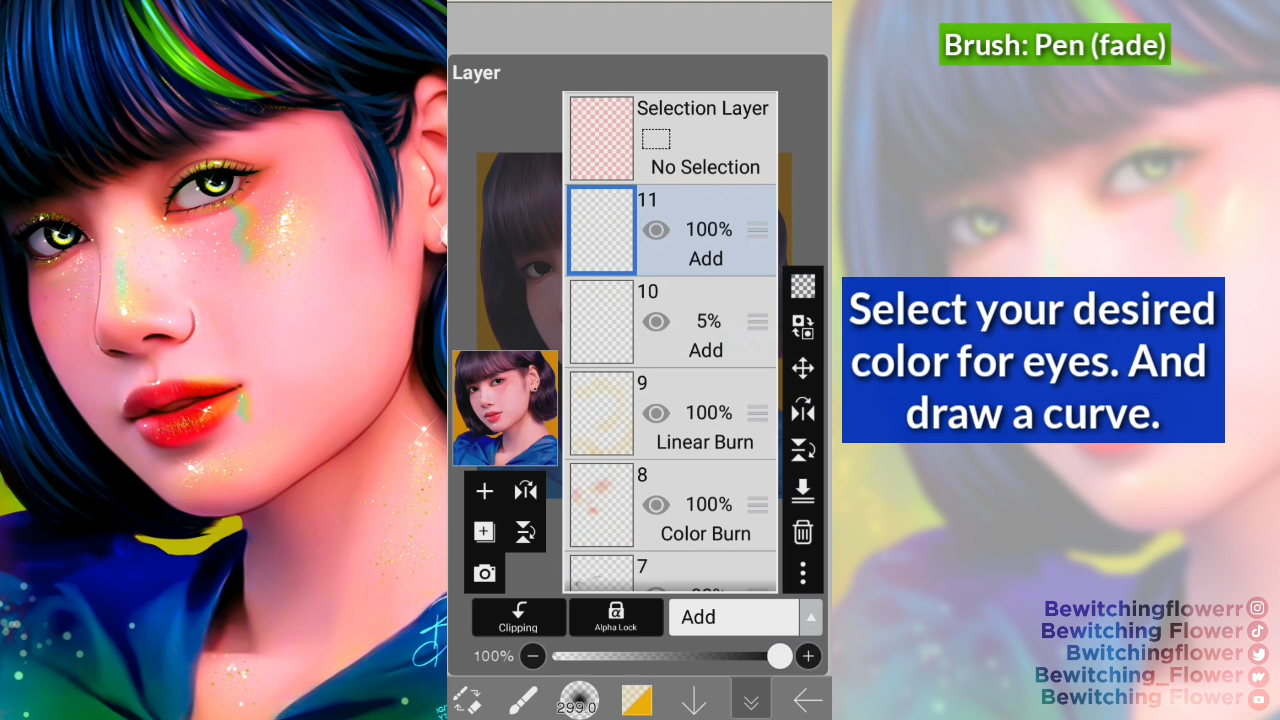 Brush: Pen (fade)
Layer
Selection Layer
No Selection
11
100%
Add
10
5%
Add
9
100%
Linear Burn
8
100%
Color Burn
7
Select your desired
color for eyes. And
draw a curve.
Clipping
α
Alpha Lock
Add
100%
299.0
Bewitchingflowerr
Bewitching Flower
Bwitchingflower
Bewitching_Flower
Bewitching Flower